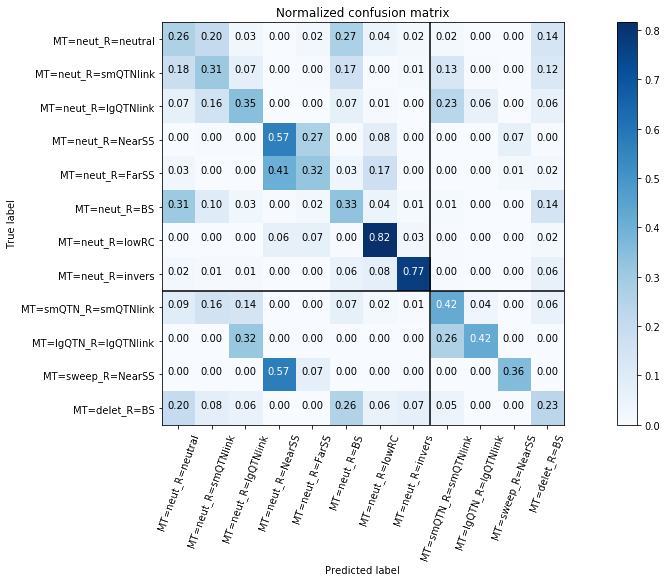 Normalized confusion matrix
True label
MT=neut_R=neutral 0.26 0.20 0.03 0.00 0.02 0.27 0.04 0.02 0.02 0.00 0.00 0.14
MT=neut_R=smQTNlink 0.18 0.31 0.07 0.00 0.00 0.17 0.00 0.01 0.13 0.00 0.00 0.12
MT=neut_R=lgQTNlink 0.07 0.16 0.35 0.00 0.00 0.07 0.01 0.00 0.23 0.06 0.00 0.06
MT=neut_R=NearSS 0.00 0.00 0.00 0.57 0.27 0.00 0.08 0.00 0.00 0.00 0.07 0.00
MT=neut_R=FarSS 0.03 0.00 0.00 0.41 0.32 0.03 0.17 0.00 0.00 0.00 0.01 0.02
MT=neut_R=BS 0.31 0.10 0.03 0.00 0.02 0.33 0.04 0.01 0.01 0.00 0.00 0.14
MT=neut_R=lowRC 0.00 0.00 0.00 0.06 0.07 0.00 0.82 0.03 0.00 0.00 0.00 0.02
MT=neut_R=invers 0.02 0.01 0.01 0.00 0.00 0.06 0.08 0.77 0.00 0.00 0.00 0.06
MT=smQTN_R=smQTNlink 0.09 0.16 0.14 0.00 0.00 0.07 0.02 0.01 0.42 0.04 0.00 0.06
MT=lgQTN_R=lgQTNlink 0.00 0.00 0.32 0.00 0.00 0.00 0.00 0.00 0.26 0.42 0.00 0.00
MT=sweep_R=NearSS 0.00 0.00 0.00 0.57 0.07 0.00 0.00 0.00 0.00 0.00 0.36 0.00
MT=delet_R=BS 0.20 0.08 0.06 0.00 0.00 0.26 0.06 0.07 0.05 0.00 0.00 0.23
MT=neut_R=neutral
MT=neut_R=smQTNlink
MT=neut_R=lgQTNlink
MT=neut_R=NearSS
MT=neut_R=FarSS
MT=neut_R=BS
MT=neut_R=lowRC
MT=neut_R=invers
MT=smQTN_R=smQTNlink
MT=lgQTN_R=lgQTNlink
MT=sweep_R=NearSS
MT=delet_R=BS
Predicted label
0.8
0.7
0.6
0.5
0.4
0.3
0.2
0.1
0.0